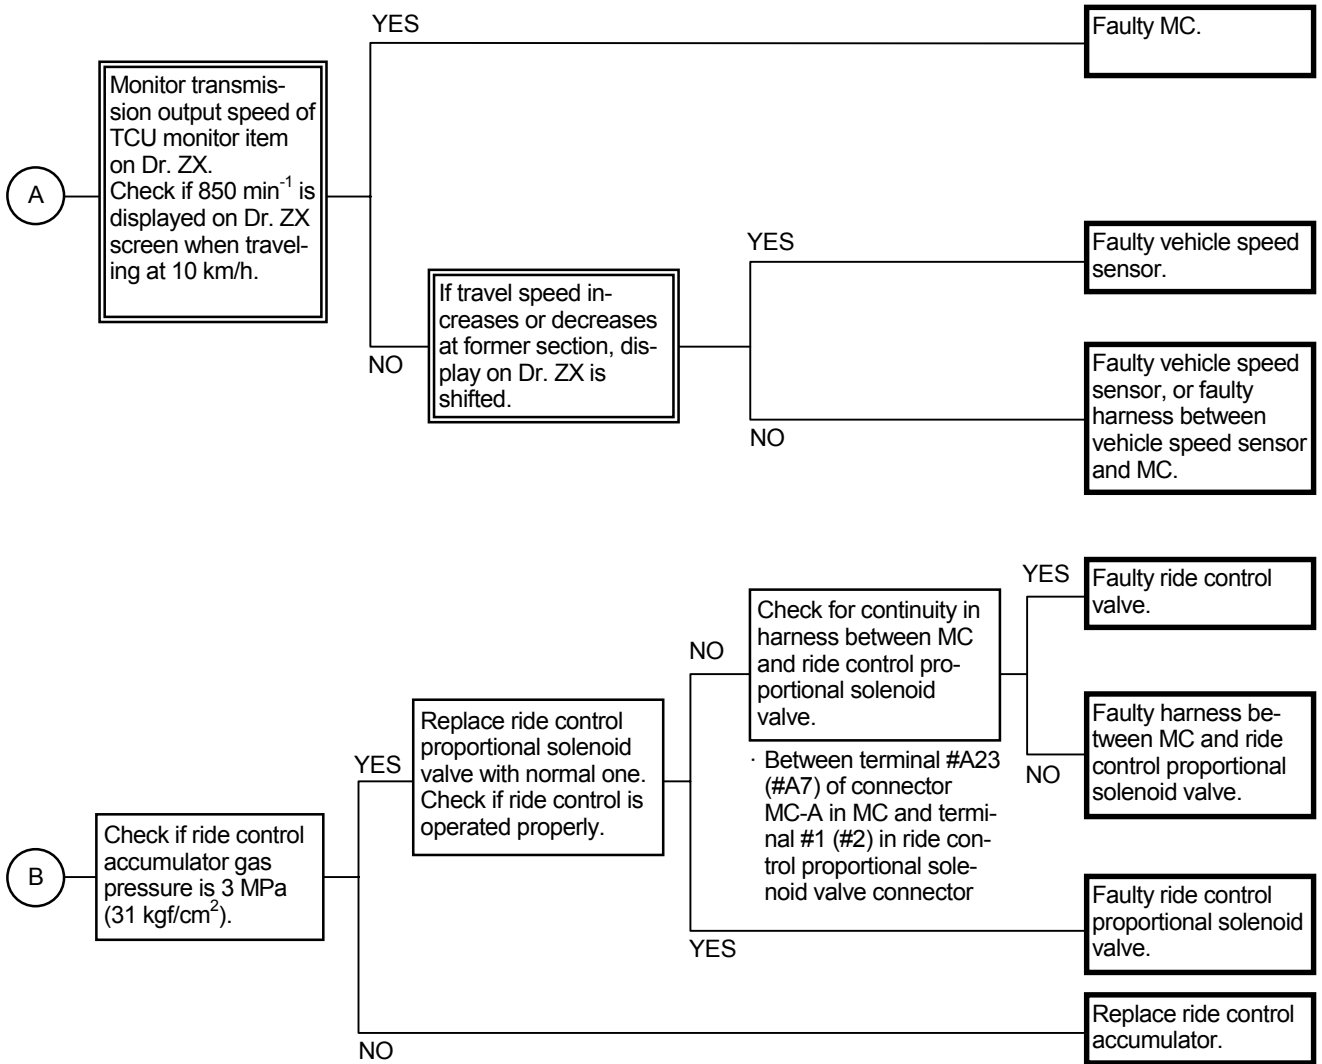 YES
Faulty MC.
A
Monitor transmis-
sion output speed of
TCU monitor item
on Dr. ZX.
Check if 850 min⁻¹ is
displayed on Dr. ZX
screen when travel-
ing at 10 km/h.
NO
If travel speed in-
creases or decreases
at former section, dis-
play on Dr. ZX is
shifted.
YES
Faulty vehicle speed
sensor.
NO
Faulty vehicle speed
sensor, or faulty
harness between
vehicle speed sensor
and MC.
B
Check if ride control
accumulator gas
pressure is 3 MPa
(31 kgf/cm²).
YES
Replace ride control
proportional solenoid
valve with normal one.
Check if ride control is
operated properly.
NO
Check for continuity in
harness between MC
and ride control pro-
portional solenoid
valve.
· Between terminal #A23
(#A7) of connector
MC-A in MC and termi-
nal #1 (#2) in ride con-
trol proportional sole-
noid valve connector
YES
Faulty ride control
valve.
NO
Faulty harness be-
tween MC and ride
control proportional
solenoid valve.
YES
Faulty ride control
proportional solenoid
valve.
NO
Replace ride control
accumulator.